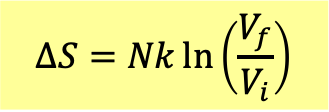 ΔS = Nk ln(V_f/V_i)